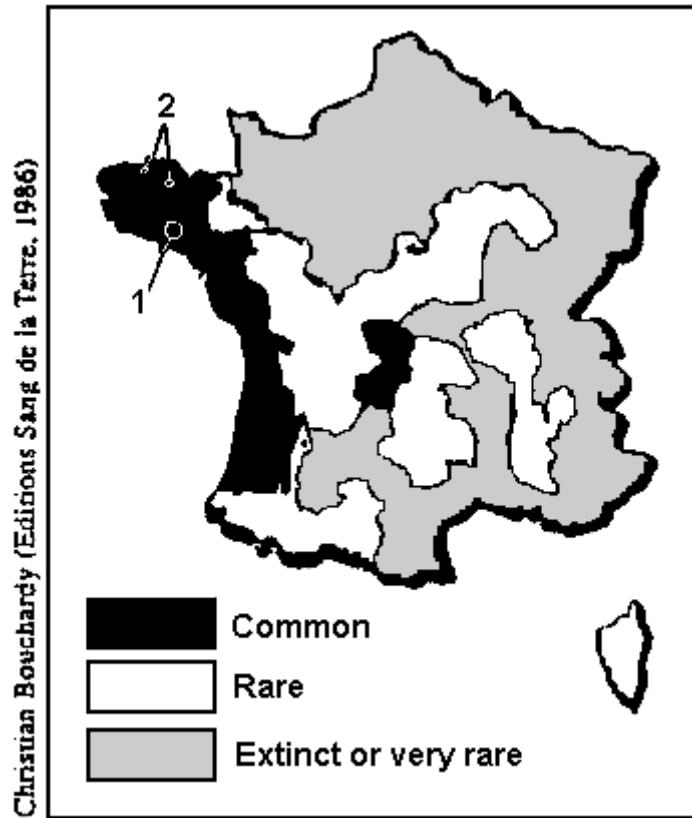 Christian Bouchardy (Editions Sang de la Terre, 1986)
2
1
Common
Rare
Extinct or very rare